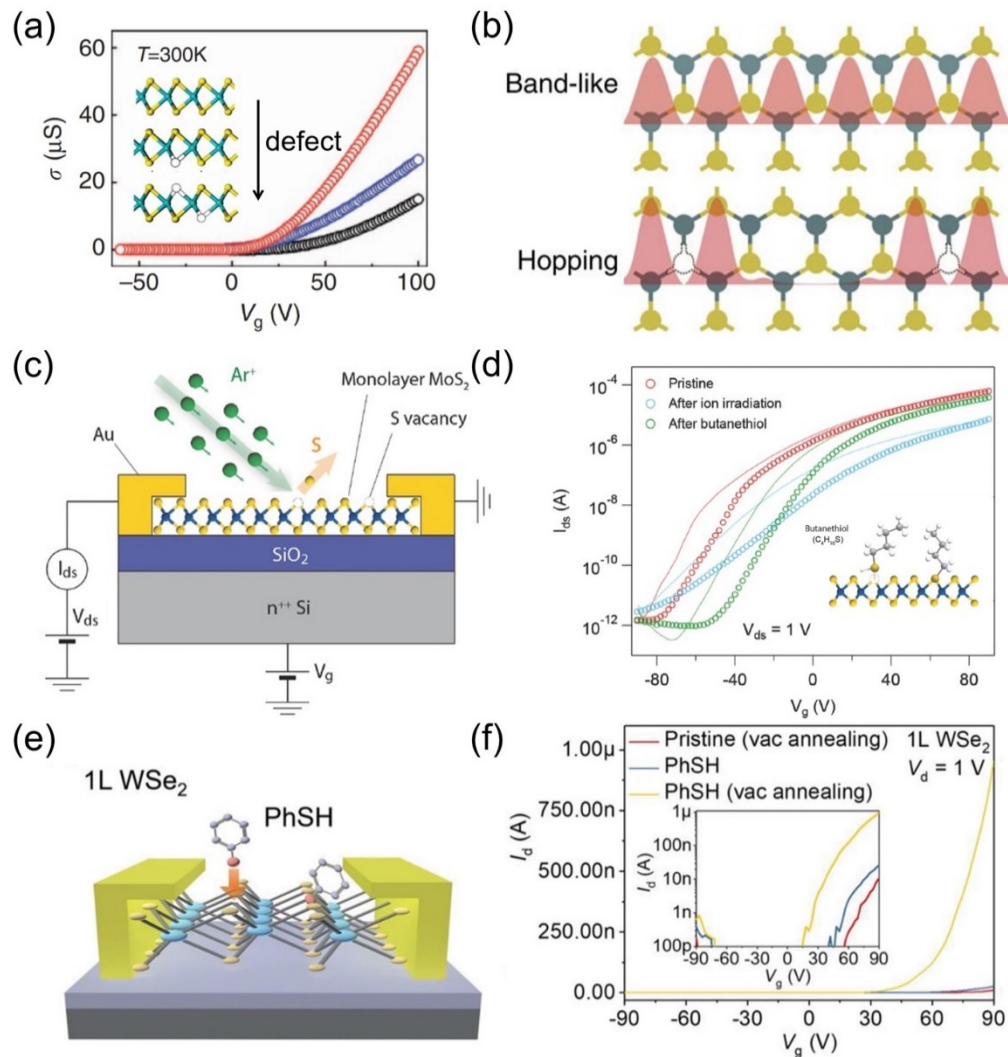 (a)
T=300K
defect
σ (μS)
60
40
20
0
−50
0
50
100
Vg (V)
(b)
Band-like
Hopping
(c)
Ar+
S
Monolayer MoS2
S vacancy
Au
SiO2
n++ Si
Ids
Vds
Vg
(d)
Pristine
After ion irradiation
After butanethiol
Ids (A)
10-4
10-6
10-8
10-10
10-12
Butanethiol
(C4H10S)
Vds = 1 V
-80
-40
0
40
80
Vg (V)
(e)
1L WSe2
PhSH
(f)
Pristine (vac annealing)
PhSH
PhSH (vac annealing)
1L WSe2
Vd = 1 V
Id (A)
1.00μ
750.00n
500.00n
250.00n
0.00
Id (A)
1μ
100n
10n
1n
100p
-90 -60 -30 0 30 60 90
Vg (V)
-90 -60 -30 0 30 60 90
Vg (V)